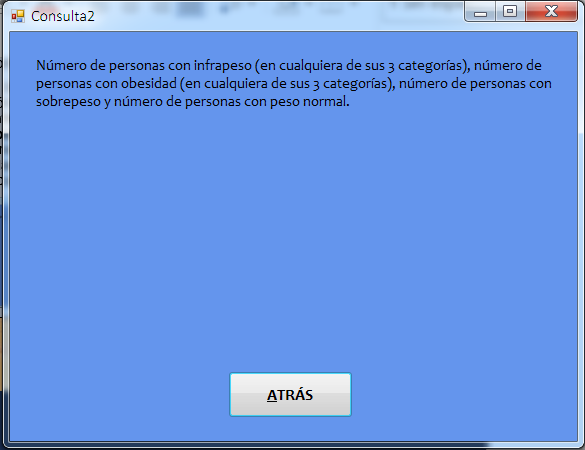 Consulta2
Número de personas con infrapeso (en cualquiera de sus 3 categorías), número de
personas con obesidad (en cualquiera de sus 3 categorías), número de personas con
sobrepeso y número de personas con peso normal.
ATRÁS